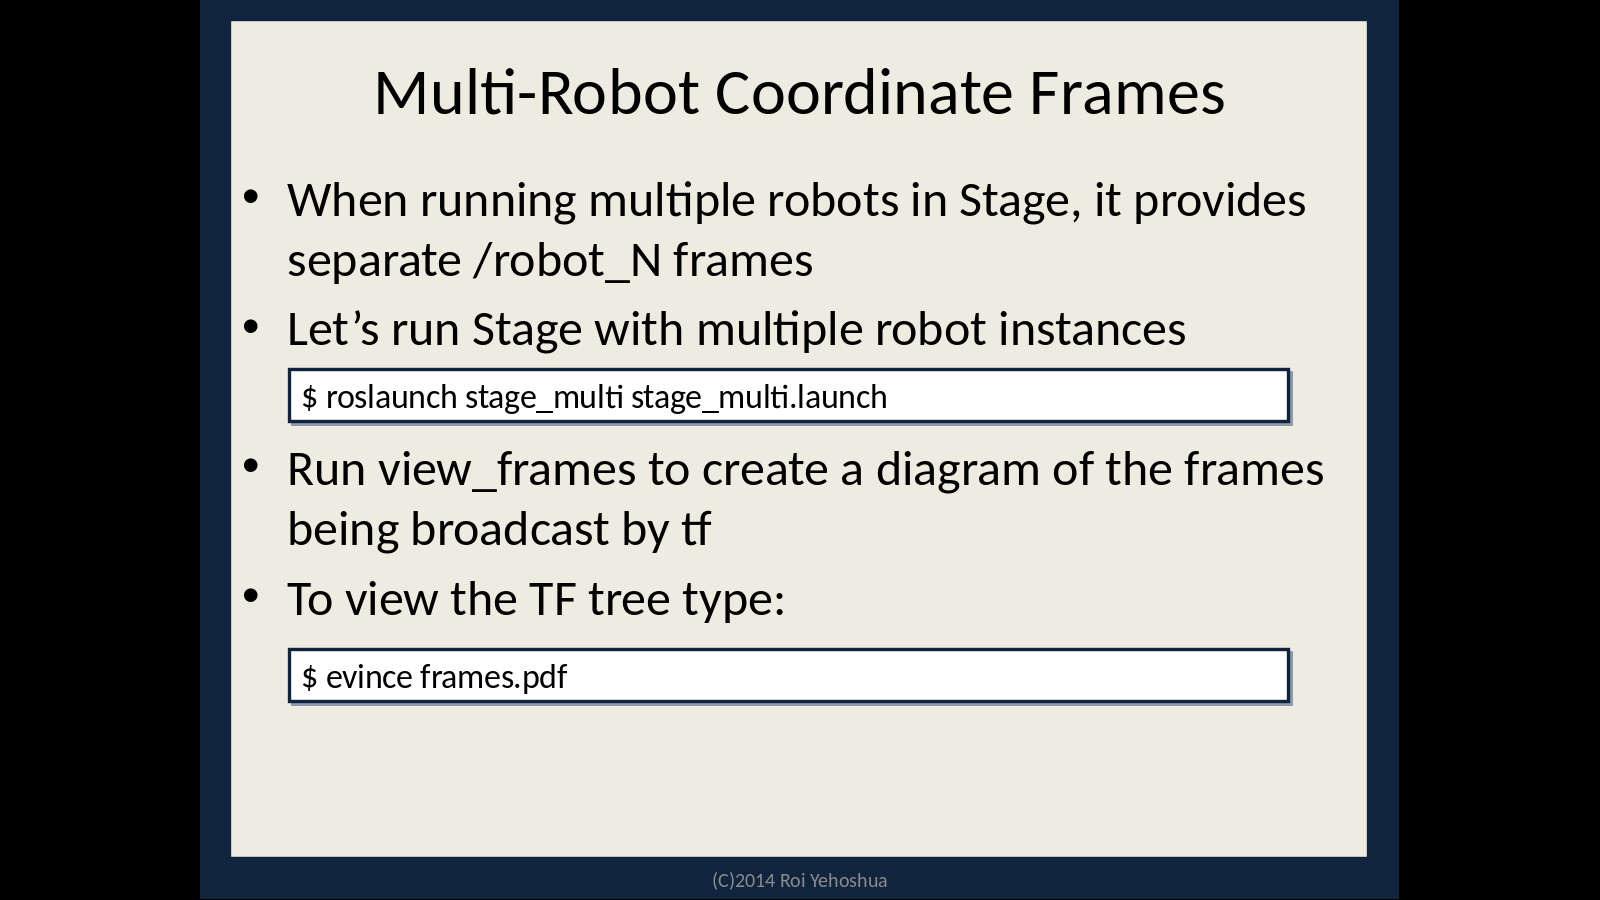 Multi-Robot Coordinate Frames
• When running multiple robots in Stage, it provides
separate /robot_N frames
• Let’s run Stage with multiple robot instances
$ roslaunch stage_multi stage_multi.launch
• Run view_frames to create a diagram of the frames
being broadcast by tf
• To view the TF tree type:
$ evince frames.pdf
(C)2014 Roi Yehoshua